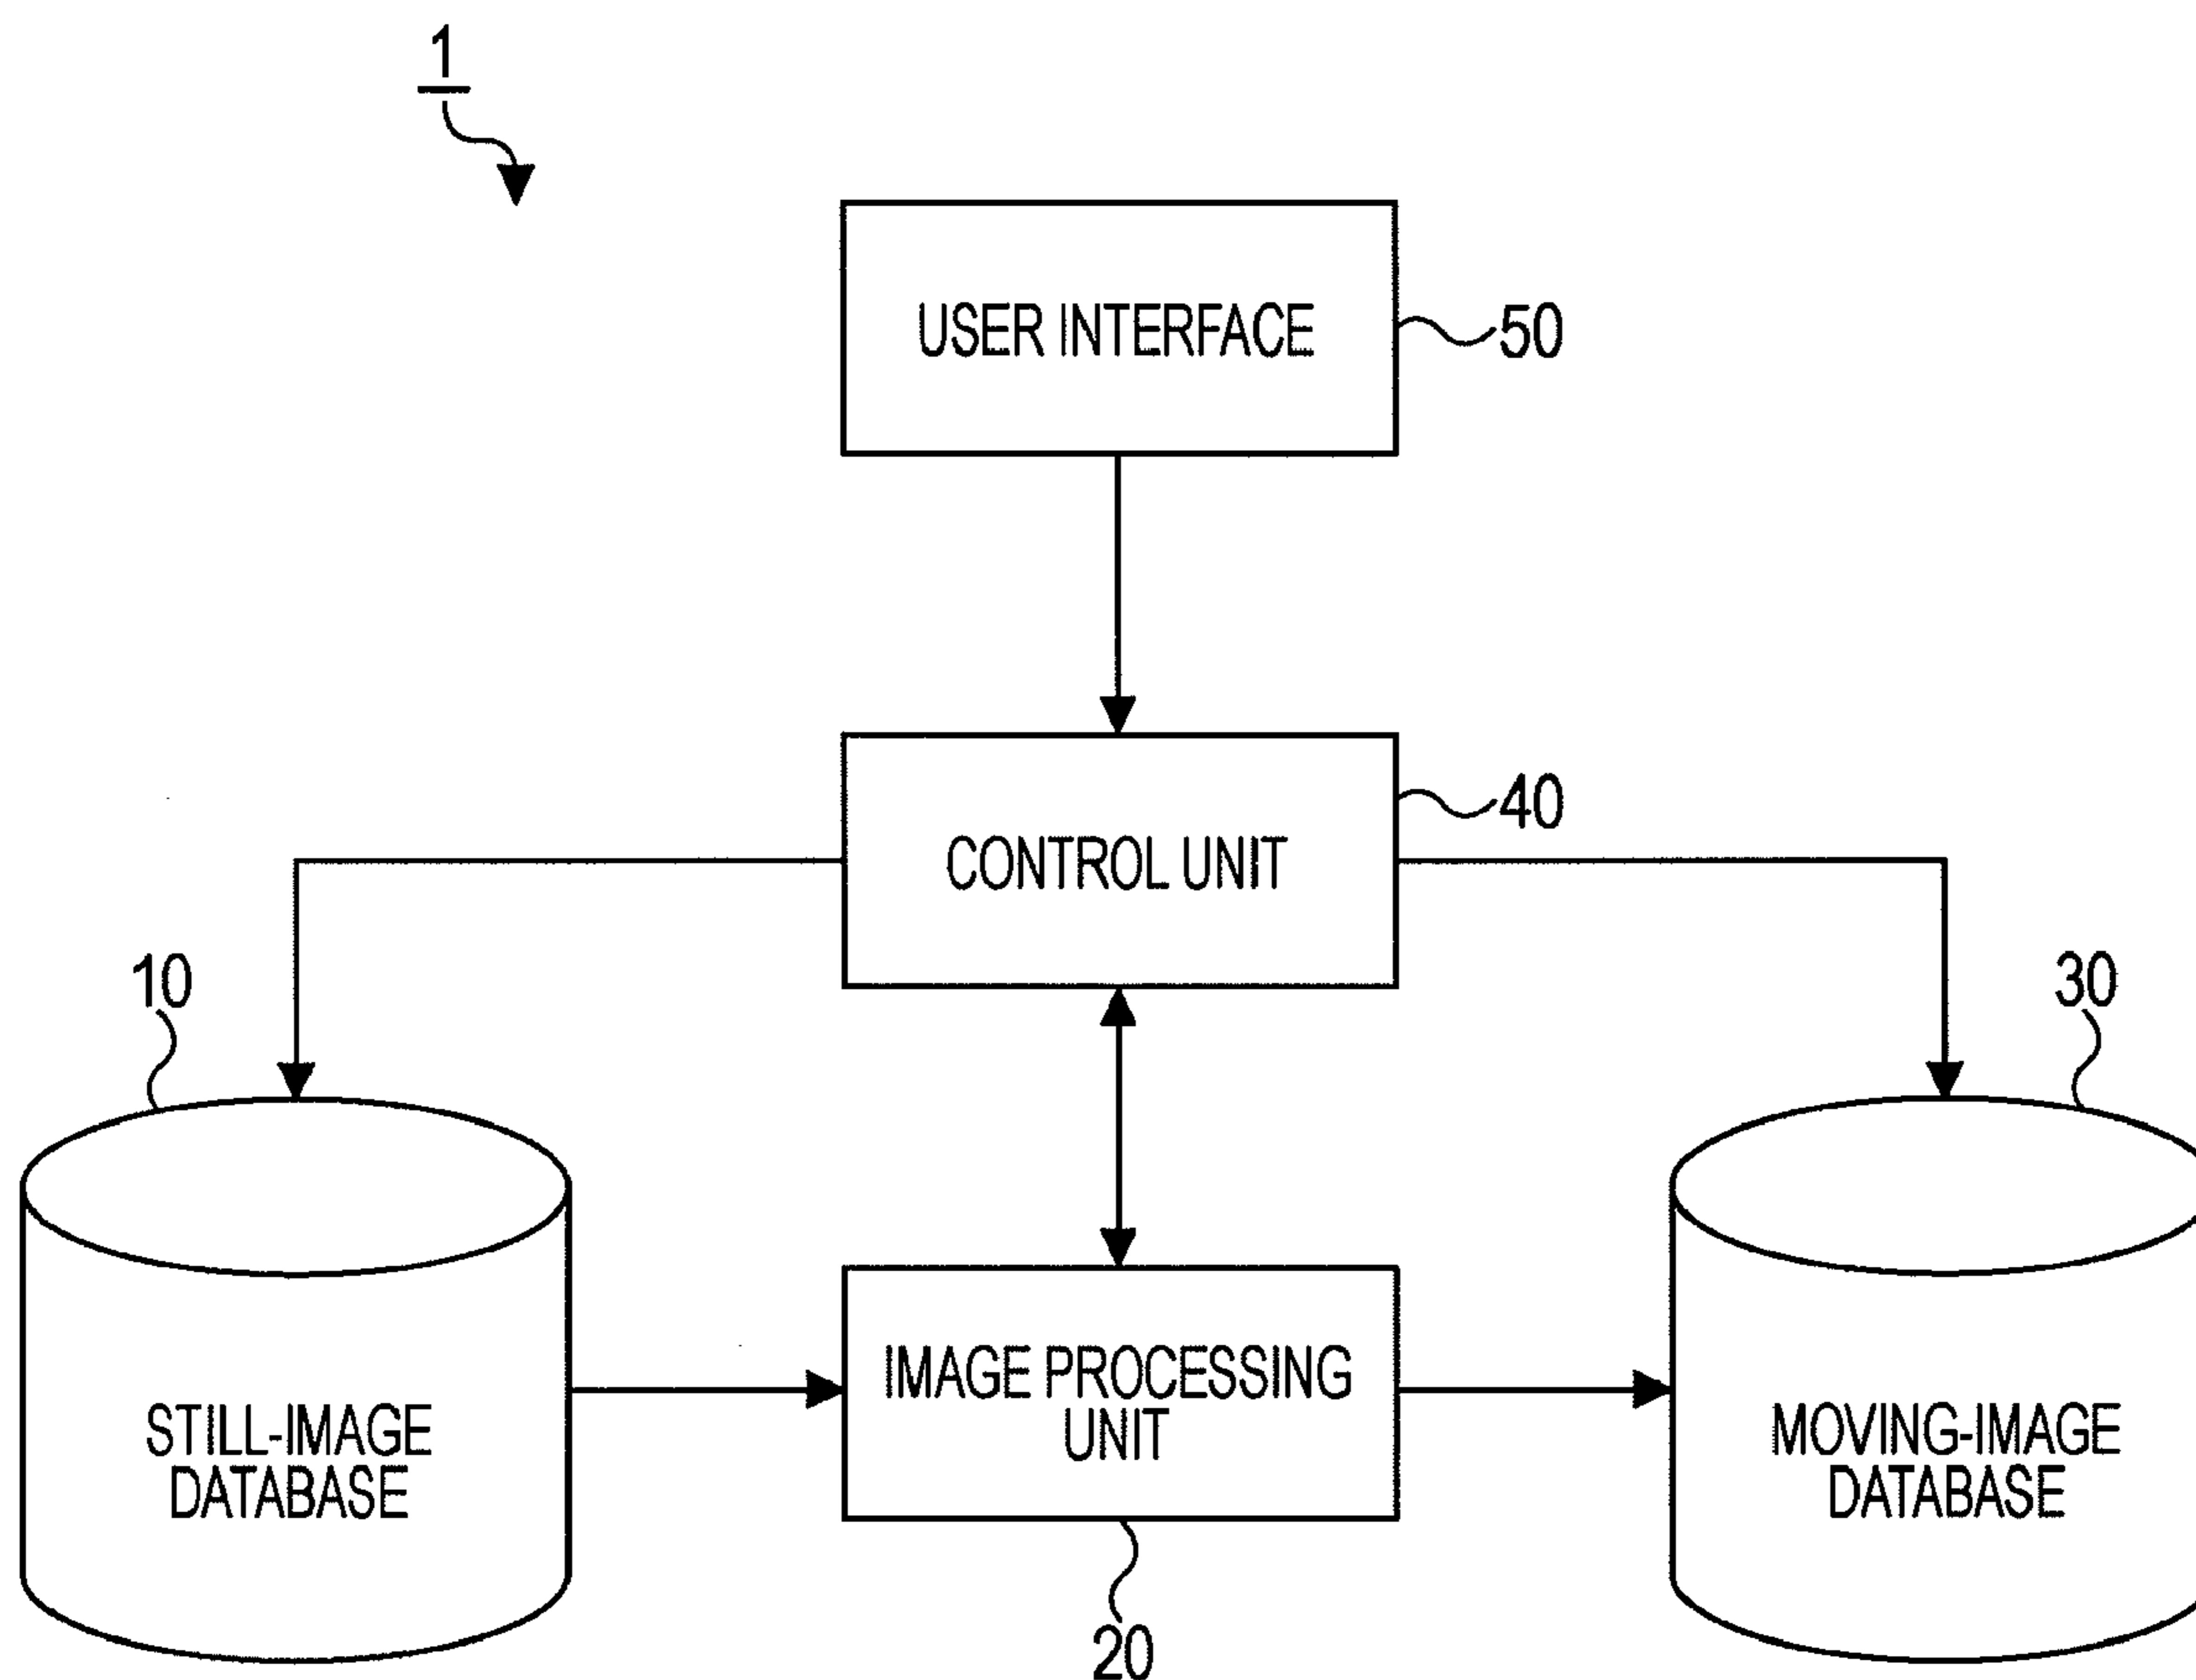 1
USER INTERFACE
50
CONTROL UNIT
40
10
30
STILL-IMAGE
DATABASE
IMAGE PROCESSING
UNIT
MOVING-IMAGE
DATABASE
20